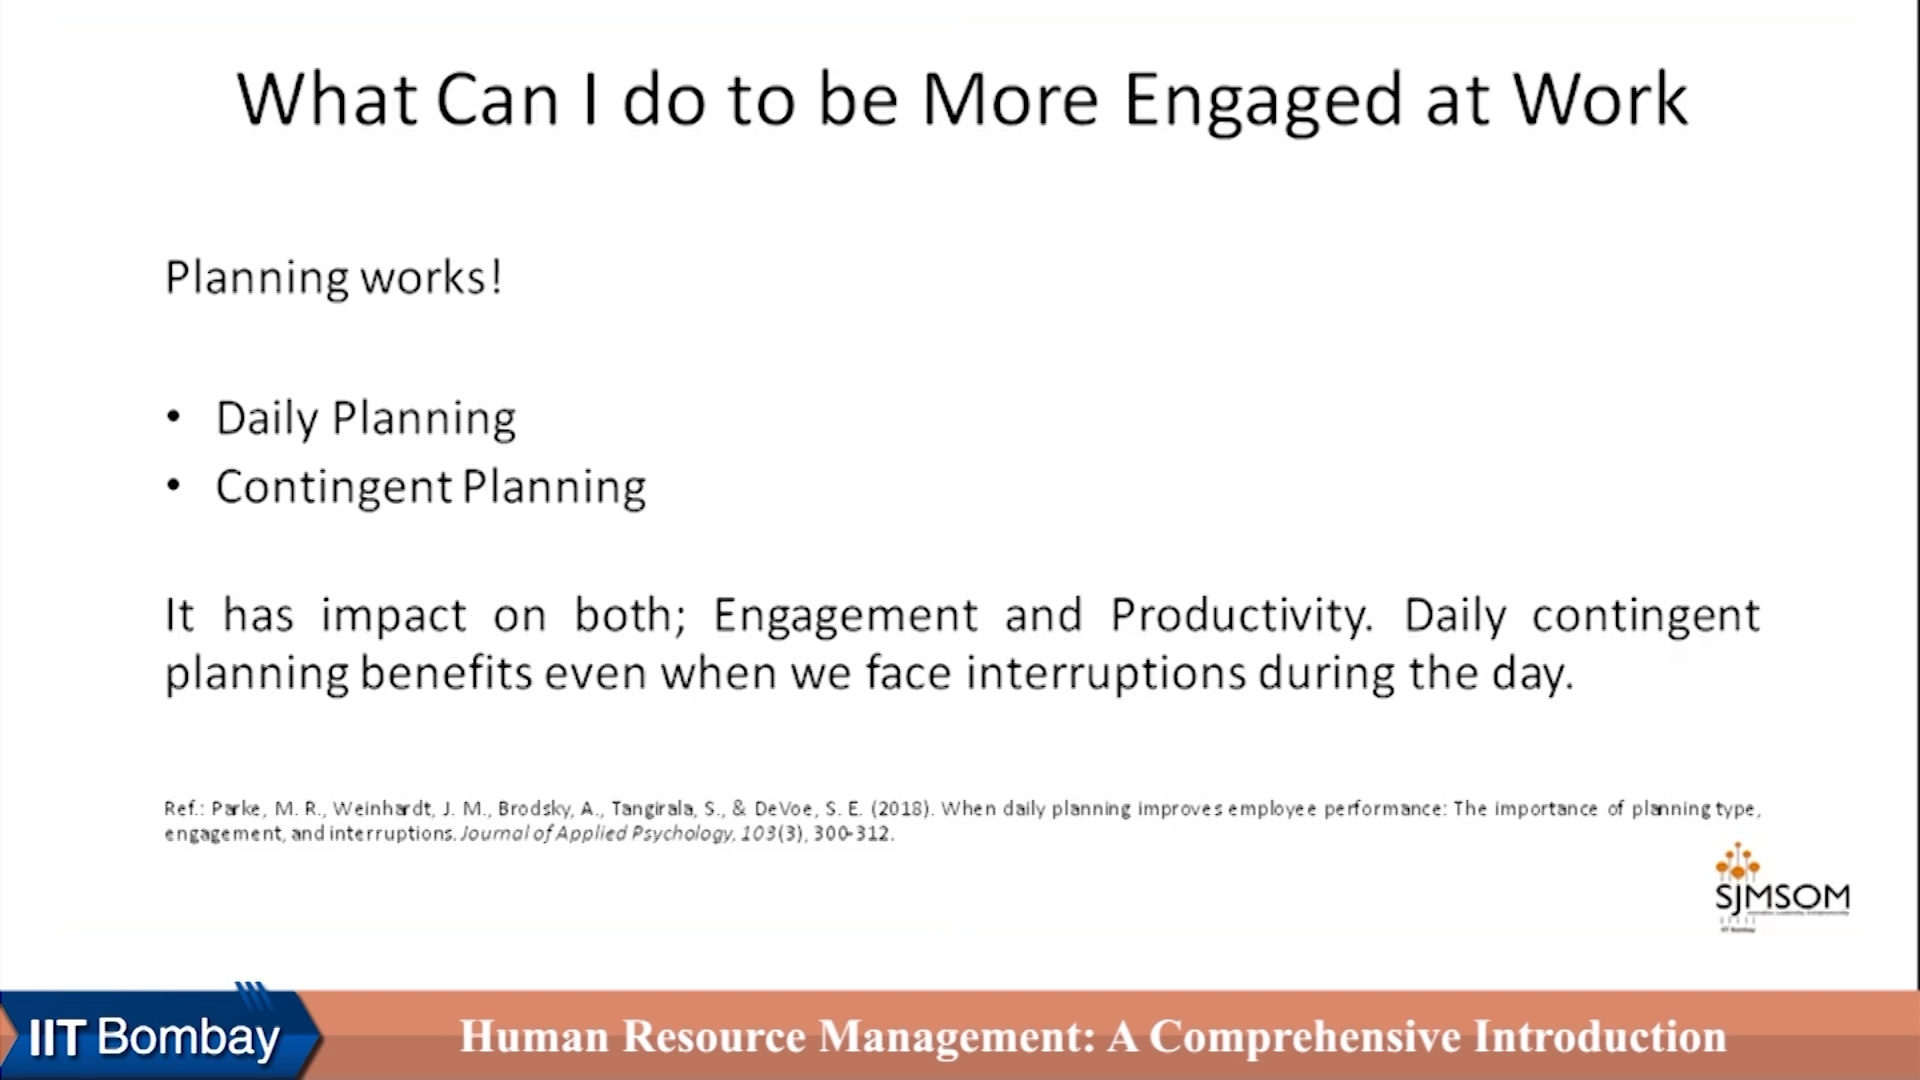 What Can I do to be More Engaged at Work
Planning works!
• Daily Planning
• Contingent Planning
It has impact on both; Engagement and Productivity. Daily contingent
planning benefits even when we face interruptions during the day.
Ref.: Parke, M. R., Weinhardt, J. M., Brodsky, A., Tangirala, S., & DeVoe, S. E. (2018). When daily planning improves employee performance: The importance of planning type,
engagement, and interruptions. Journal of Applied Psychology, 103(3), 300-312.
SJMSOM
IIT Bombay
IIT Bombay
Human Resource Management: A Comprehensive Introduction